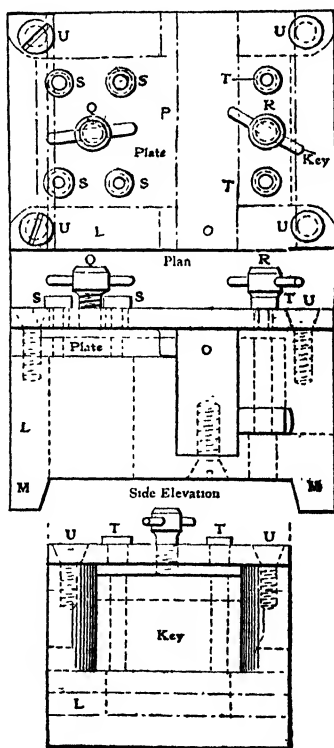 U U
S S T
Q P R
Plate Key
S S T
U L O U
Plan
Q R
S S T U
Plate O
L
M M
Side Elevation
U T T U
Key
L